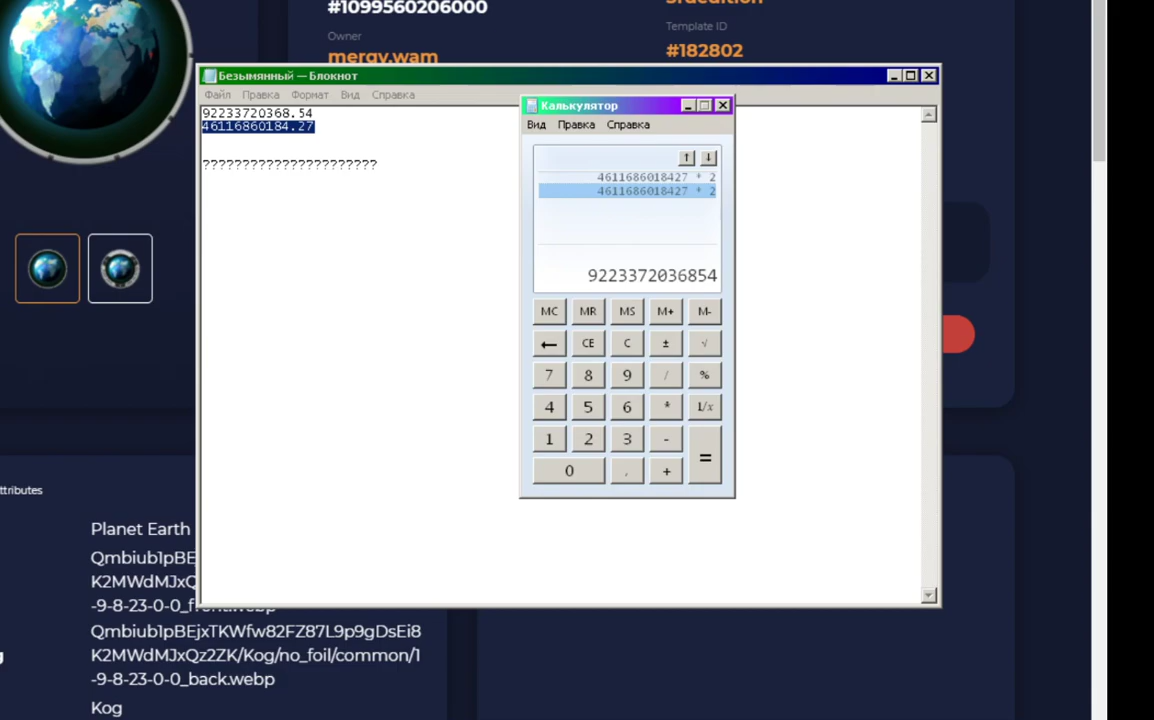 #1099560206000
Owner
mergy.wam
Template ID
#182802
Безымянный — Блокнот
Файл Правка Формат Вид Справка
92233720368.54
46116860184.27
??????????????????????
Калькулятор
Вид Правка Справка
4611686018427 * 2
4611686018427 * 2
9223372036854
MC MR MS M+ M-
← CE C ± √
7 8 9 / %
4 5 6 * 1/x
1 2 3 - =
0 , +
ttributes
Planet Earth
Qmbiub1pBE
K2MWdMJxQ
-9-8-23-0-0_front.webp
Qmbiub1pBEjxTKWfw82FZ87L9p9gDsEi8
K2MWdMJxQz2ZK/Kog/no_foil/common/1
-9-8-23-0-0_back.webp
Kog